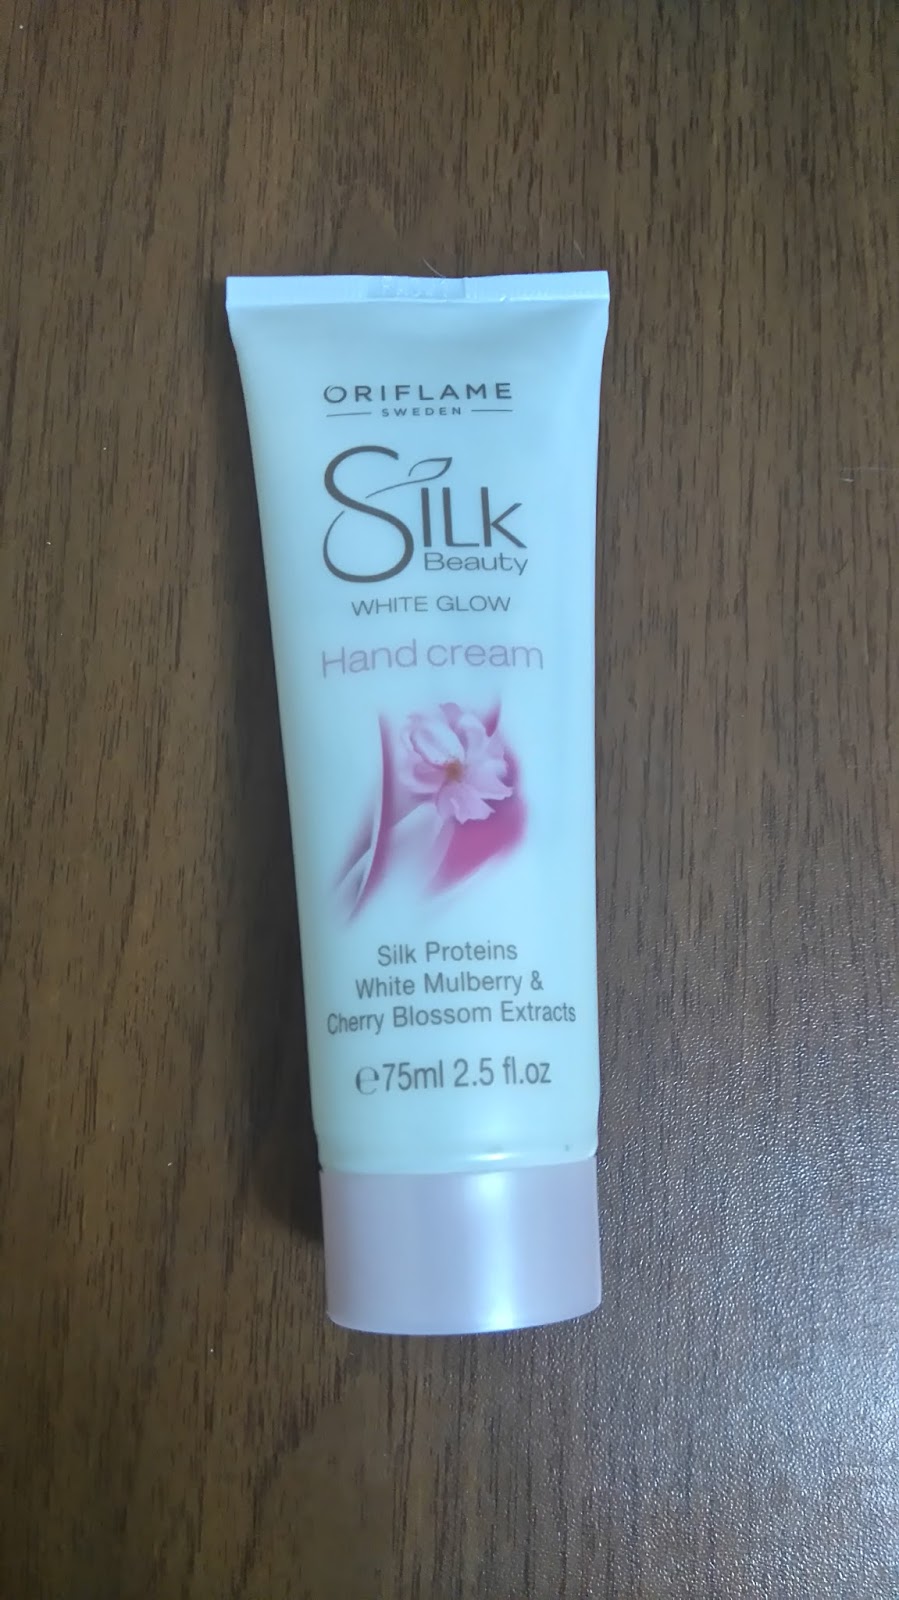 ORIFLAME
SWEDEN
SILK
Beauty
WHITE GLOW
Hand cream
Silk Proteins
White Mulberry &
Cherry Blossom Extracts
℮75ml 2.5 fl.oz